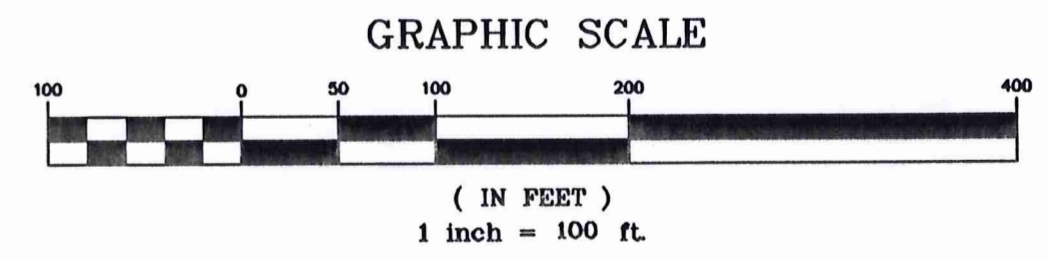 GRAPHIC SCALE
100 0 50 100 200 400
( IN FEET )
1 inch = 100 ft.